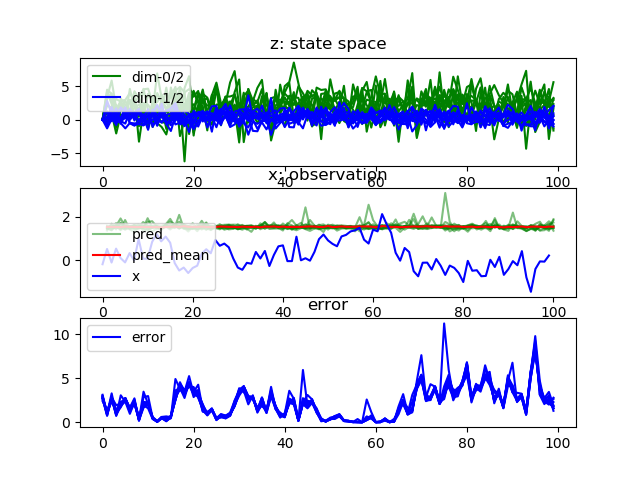 z: state space
dim-0/2
dim-1/2
5
0
−5
0 20 40 60 80 100
x: observation
pred
pred_mean
x
2
0
0 20 40 60 80 100
error
error
10
5
0
0 20 40 60 80 100